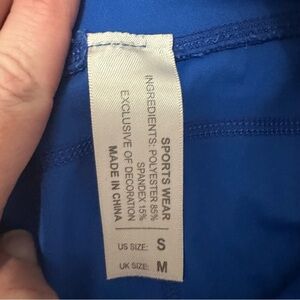 SPORTS WEAR
INGREDIENTS: POLYESTER 85%
SPANDEX 15%
EXCLUSIVE OF DECORATION
MADE IN CHINA
US SIZE: S
UK SIZE: M